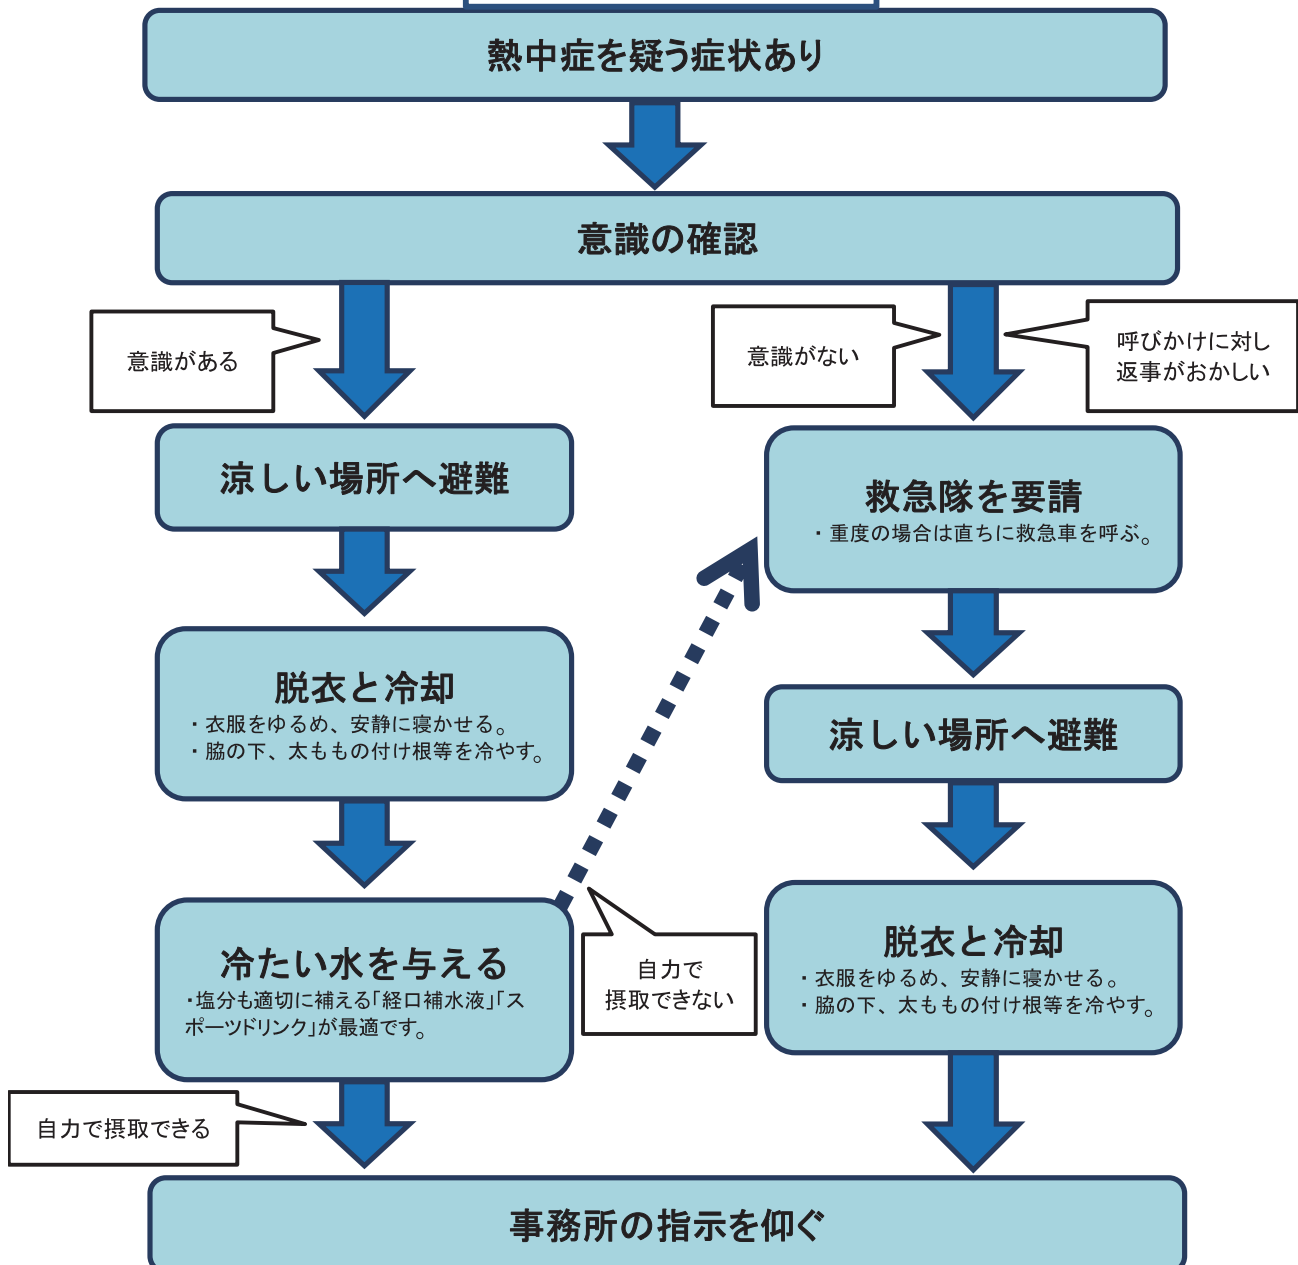 熱中症を疑う症状あり
意識の確認
意識がある
意識がない
呼びかけに対し
返事がおかしい
涼しい場所へ避難
救急隊を要請
・重度の場合は直ちに救急車を呼ぶ。
脱衣と冷却
・衣服をゆるめ、安静に寝かせる。
・脇の下、太ももの付け根等を冷やす。
涼しい場所へ避難
冷たい水を与える
・塩分も適切に補える「経口補水液」「ス
ポーツドリンク」が最適です。
自力で
摂取できない
脱衣と冷却
・衣服をゆるめ、安静に寝かせる。
・脇の下、太ももの付け根等を冷やす。
自力で摂取できる
事務所の指示を仰ぐ